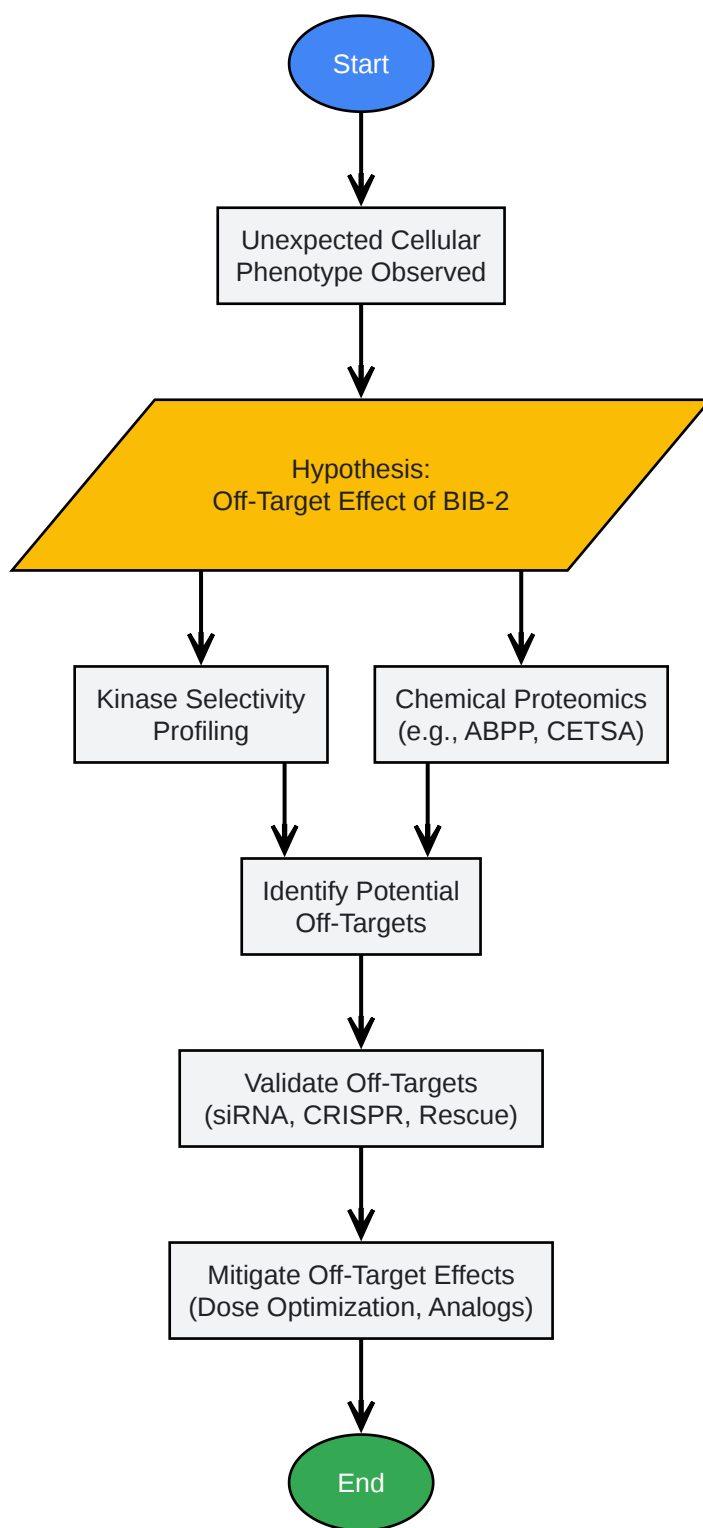 Start
Unexpected Cellular
Phenotype Observed
Hypothesis:
Off-Target Effect of BIB-2
Kinase Selectivity
Profiling
Chemical Proteomics
(e.g., ABPP, CETSA)
Identify Potential
Off-Targets
Validate Off-Targets
(siRNA, CRISPR, Rescue)
Mitigate Off-Target Effects
(Dose Optimization, Analogs)
End